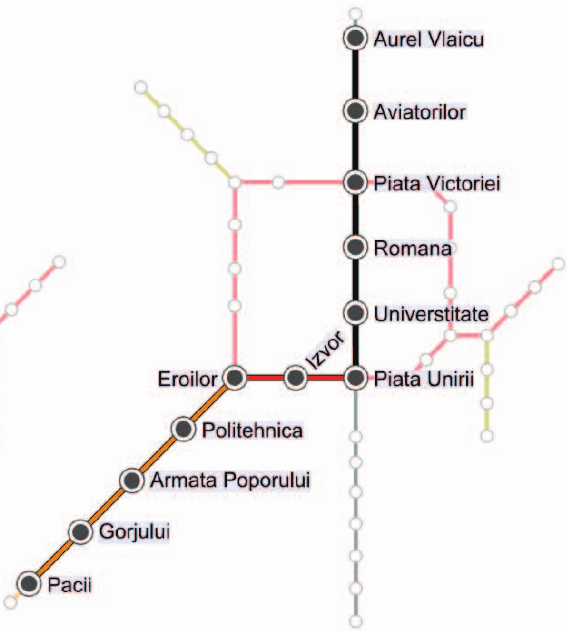 Aurel Vlaicu
Aviatorilor
Piata Victoriei
Romana
Universtitate
Izvor
Eroilor
Piata Unirii
Politehnica
Armata Poporului
Gorjului
Pacii